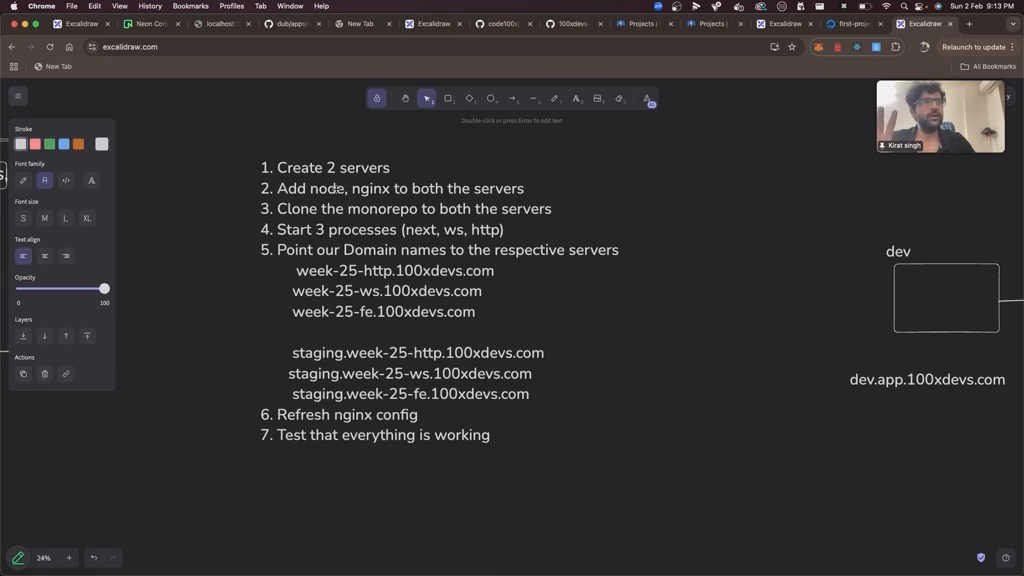 Chrome File Edit View History Bookmarks Profiles Tab Window Help Sun 2 Feb 9:13 PM
Excalidraw Neon Con localhost: dub/apps/ New Tab Excalidraw code100x 100xdevs- Projects | Projects | Excalidraw first-proje Excalidraw
excalidraw.com Relaunch to update
New Tab All Bookmarks
Double-click or press Enter to edit text
Kirat singh
Stroke
Font family
Font size
S M L XL
Text align
Opacity
0 100
Layers
Actions
1. Create 2 servers
2. Add node, nginx to both the servers
3. Clone the monorepo to both the servers
4. Start 3 processes (next, ws, http)
5. Point our Domain names to the respective servers
week-25-http.100xdevs.com
week-25-ws.100xdevs.com
week-25-fe.100xdevs.com
staging.week-25-http.100xdevs.com
staging.week-25-ws.100xdevs.com
staging.week-25-fe.100xdevs.com
6. Refresh nginx config
7. Test that everything is working
dev
dev.app.100xdevs.com
24%